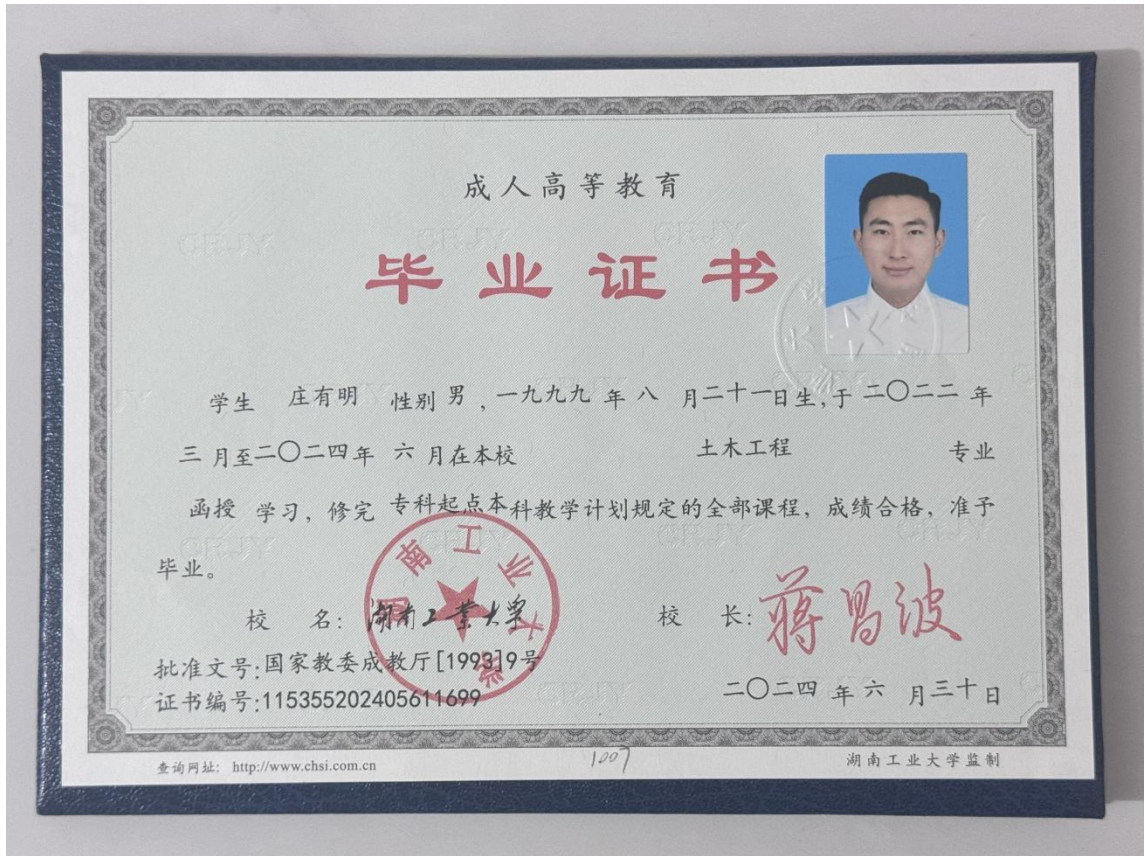 成人高等教育
毕业证书
学生 庄有明 性别 男 , 一九九九 年 八 月二十一日生,于 二〇二二 年
三 月至二〇二四年 六 月在本校 土木工程 专业
函授 学习, 修完 专科起点本科教学计划规定的全部课程, 成绩合格, 准予
毕业。
校 名: 湖南工业大学 校 长: 蒋昌波
湖南工业大学
批准文号:国家教委成教厅[1993]9号
证书编号:115355202405611699
二〇二四 年 六 月三十日
查询网址: http://www.chsi.com.cn
1007
湖南工业大学监制